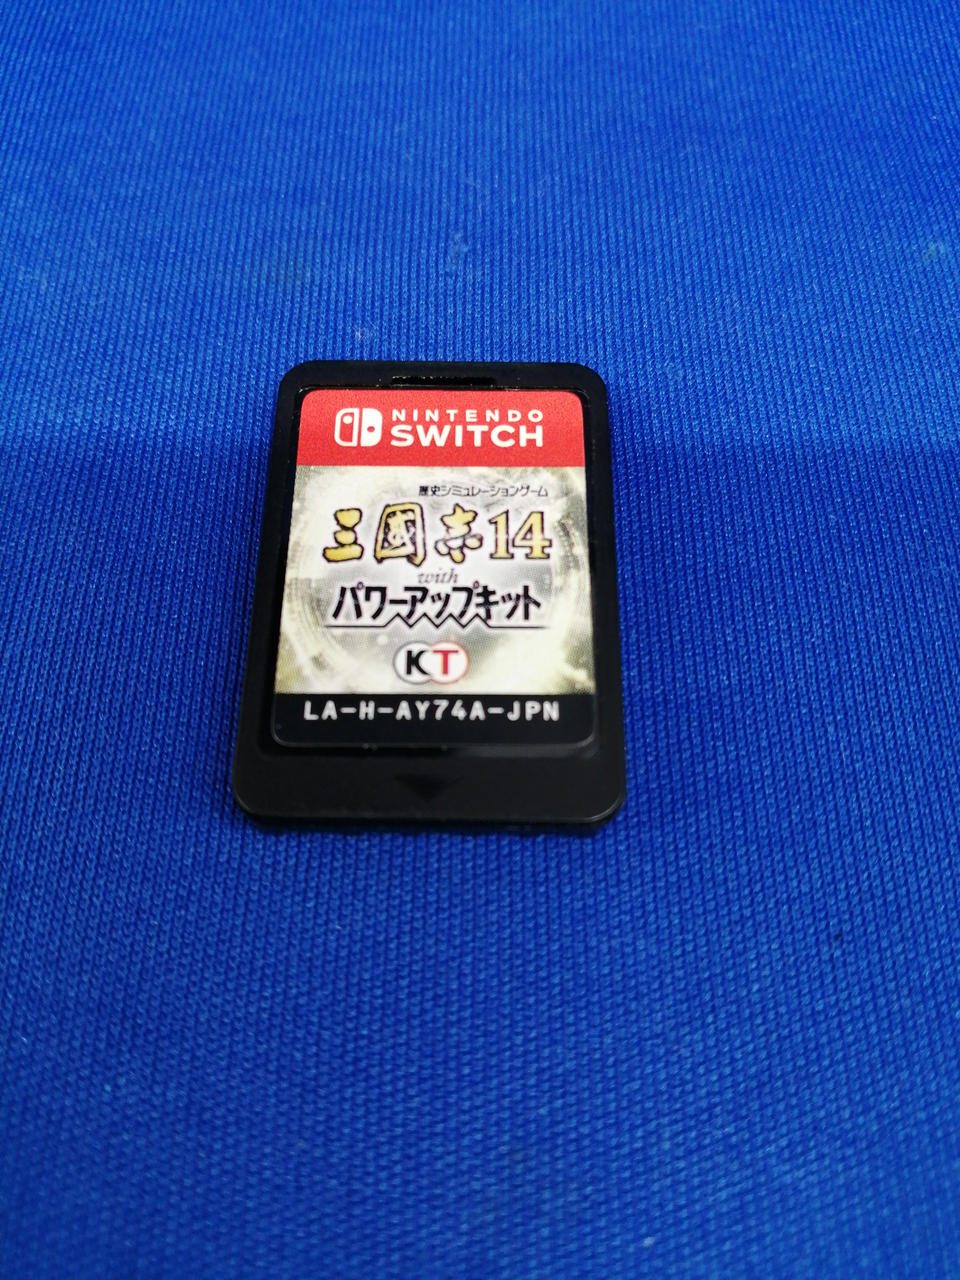 NINTENDO
SWITCH
歴史シミュレーションゲーム
三國志14
with
パワーアップキット
KT
LA-H-AY74A-JPN